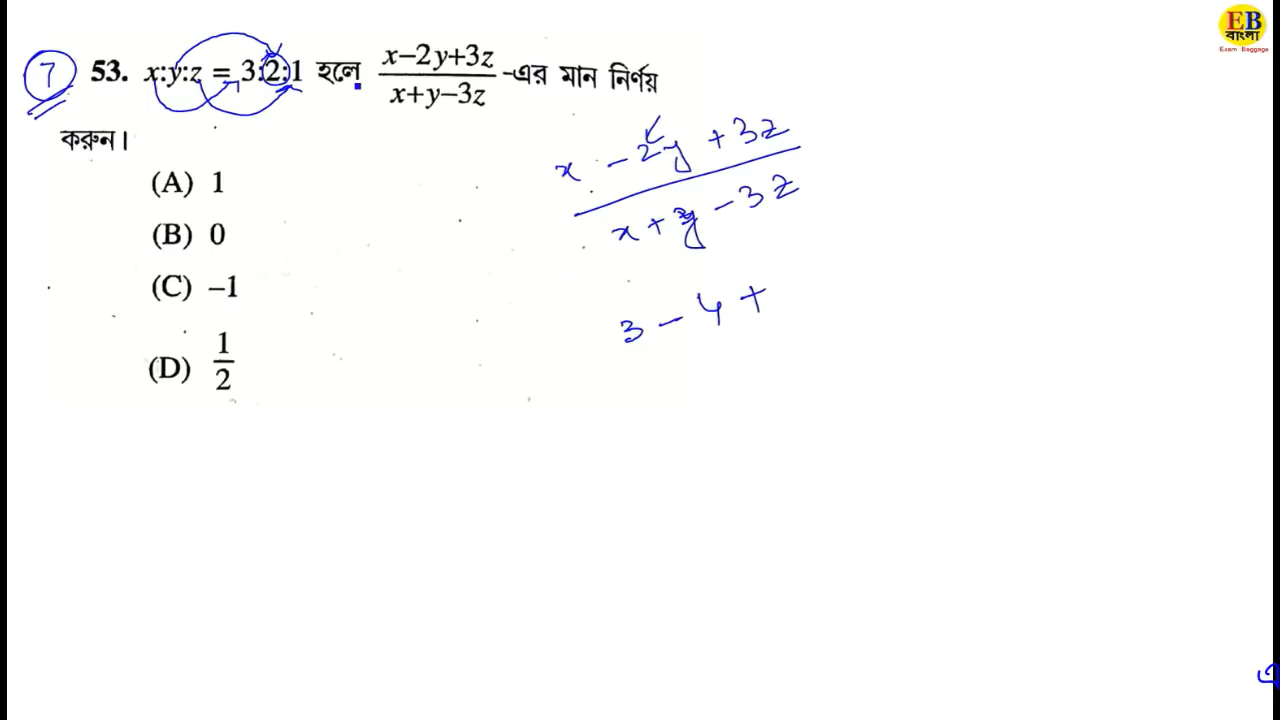 EB
বাংলা
Exam Baggage
7 53. x:y:z = 3:2:1 হলে (x–2y+3z)/(x+y–3z) -এর মান নির্ণয়
করুন।
(A) 1
(B) 0
(C) –1
(D) 1/2
x - 2y + 3z
x + y - 3z
3 - 4 +
এ